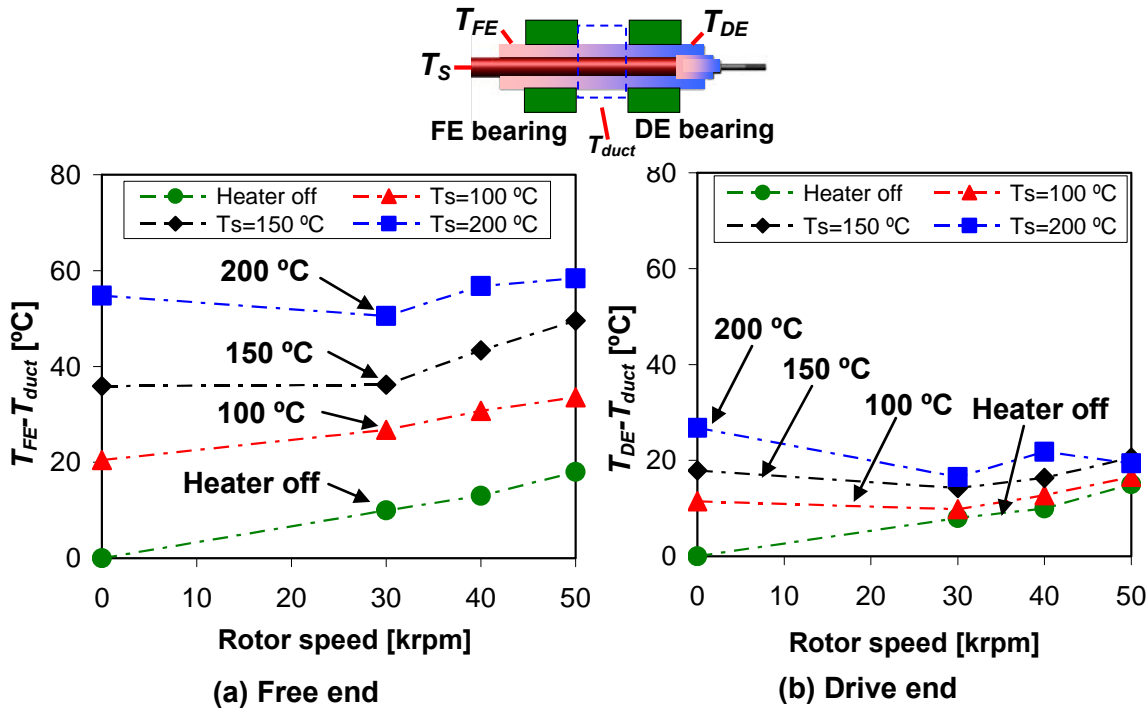 T_FE T_DE
T_S
FE bearing DE bearing
T_duct
80
60
40
20
0
T_FE- T_duct [ºC]
Heater off Ts=100 ºC
Ts=150 ºC Ts=200 ºC
200 ºC
150 ºC
100 ºC
Heater off
0 10 20 30 40 50
Rotor speed [krpm]
(a) Free end
80
60
40
20
0
T_DE- T_duct [ºC]
Heater off Ts=100 ºC
Ts=150 ºC Ts=200 ºC
200 ºC
150 ºC
100 ºC
Heater off
0 10 20 30 40 50
Rotor speed [krpm]
(b) Drive end